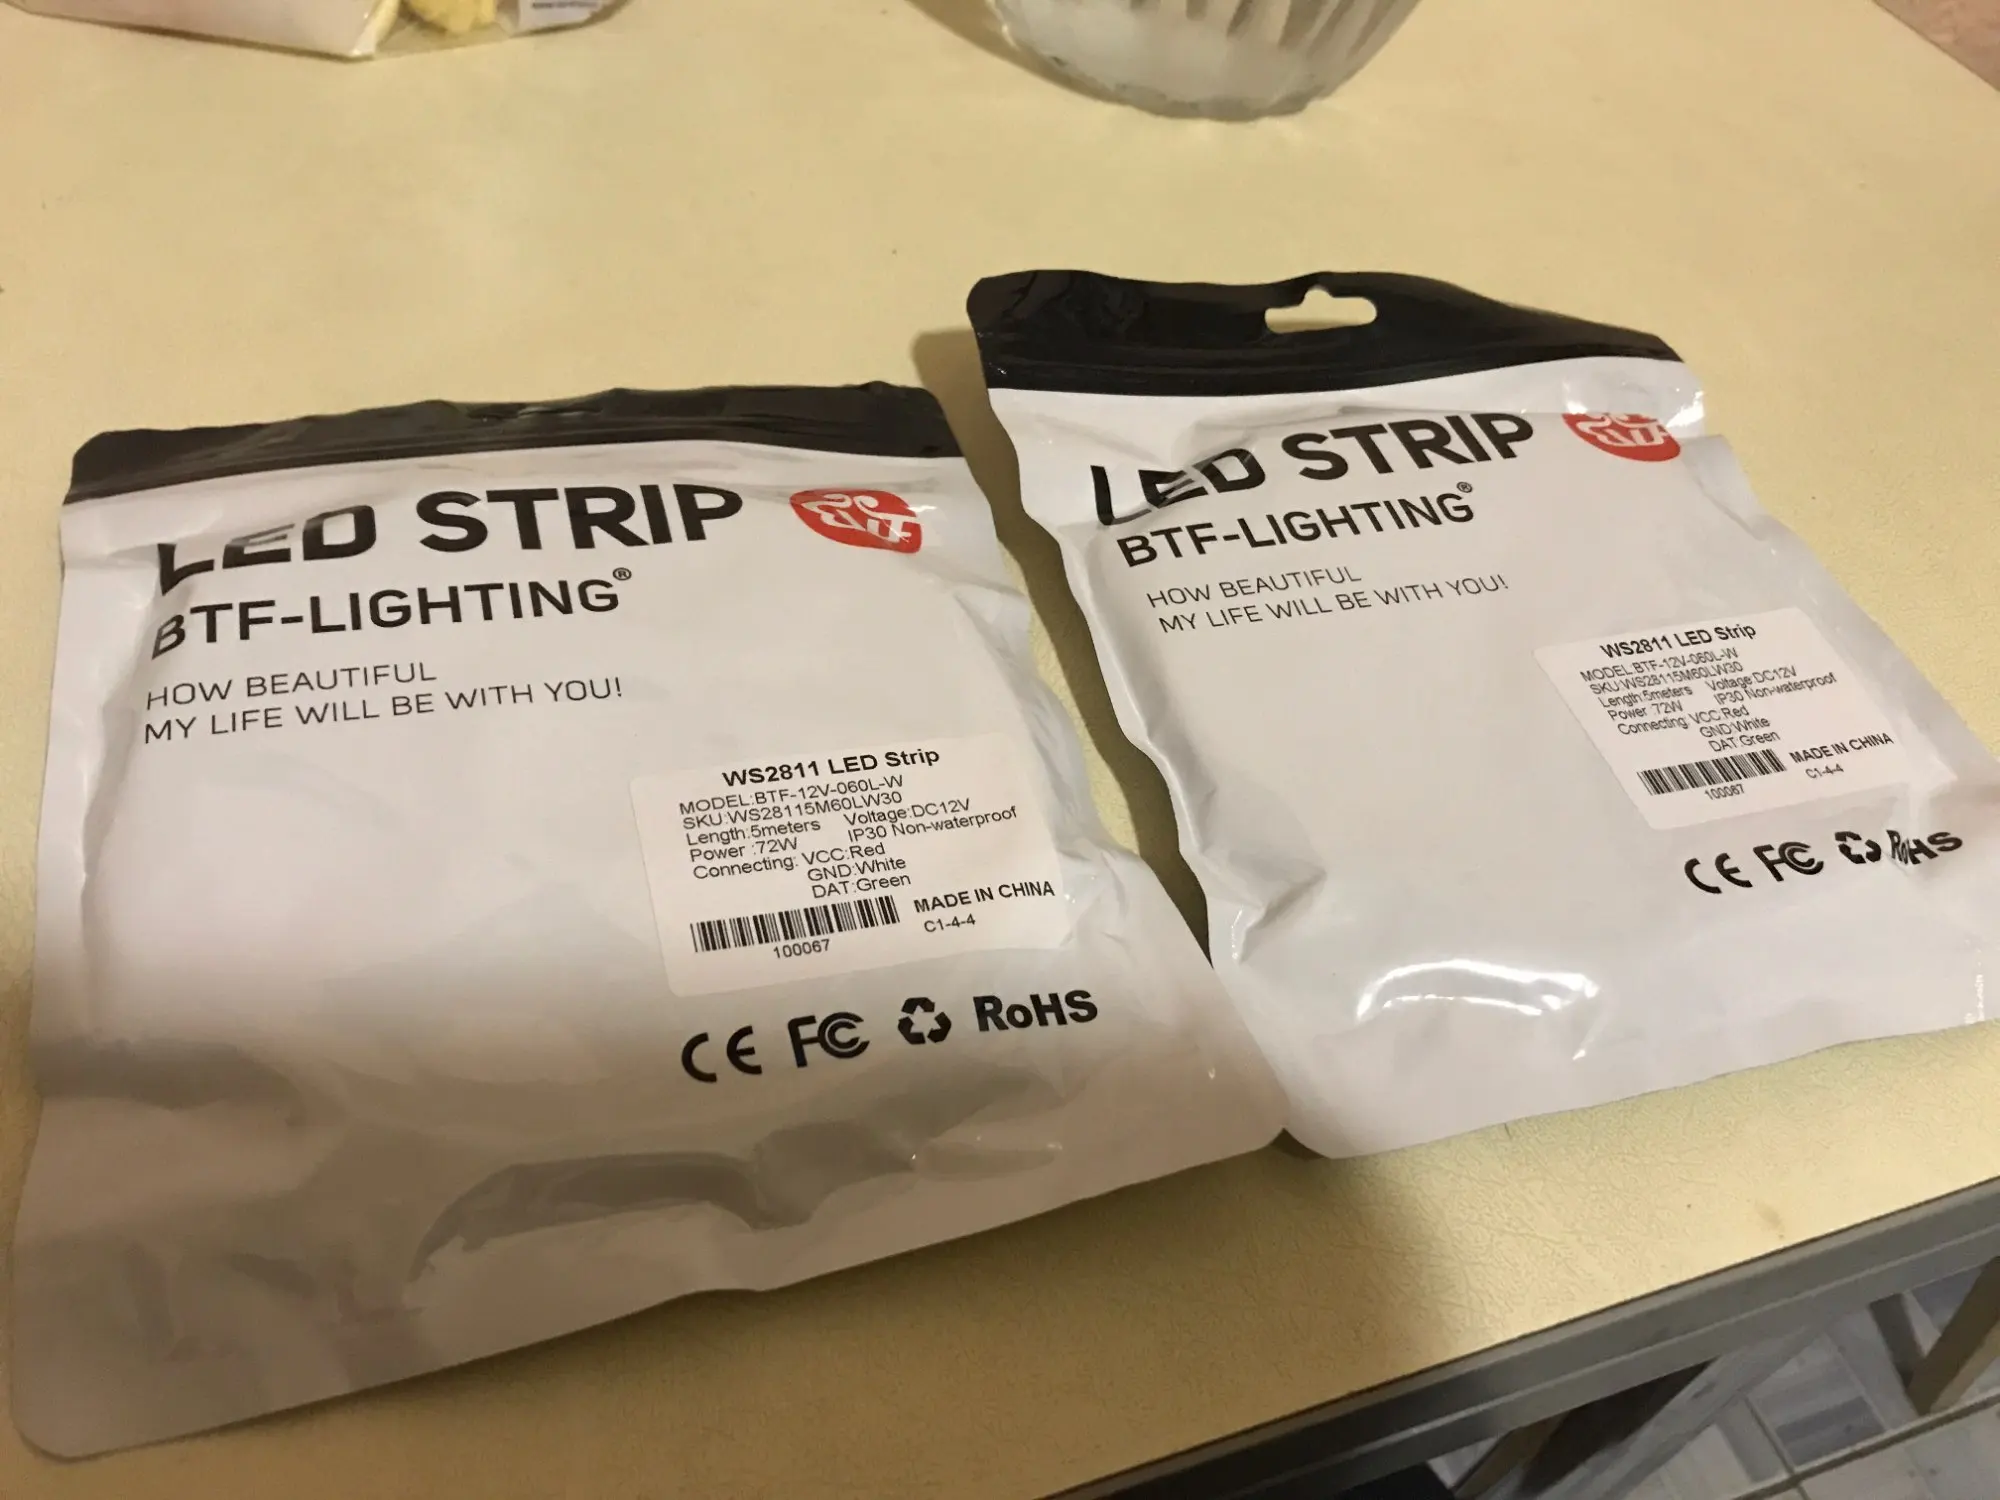 LED STRIP
BTF-LIGHTING®
HOW BEAUTIFUL
MY LIFE WILL BE WITH YOU!
WS2811 LED Strip
MODEL:BTF-12V-060L-W
SKU:WS28115M60LW30
Length:5meters Voltage:DC12V
Power :72W IP30 Non-waterproof
Connecting: VCC:Red
GND:White
DAT:Green
MADE IN CHINA
C1-4-4
100067
CE FC RoHS
LED STRIP
BTF-LIGHTING®
HOW BEAUTIFUL
MY LIFE WILL BE WITH YOU!
WS2811 LED Strip
MODEL:BTF-12V-060L-W
SKU:WS28115M60LW30
Length:5meters Voltage:DC12V
Power :72W IP30 Non-waterproof
Connecting: VCC:Red
GND:White
DAT:Green
MADE IN CHINA
C1-4-4
100067
CE FC RoHS